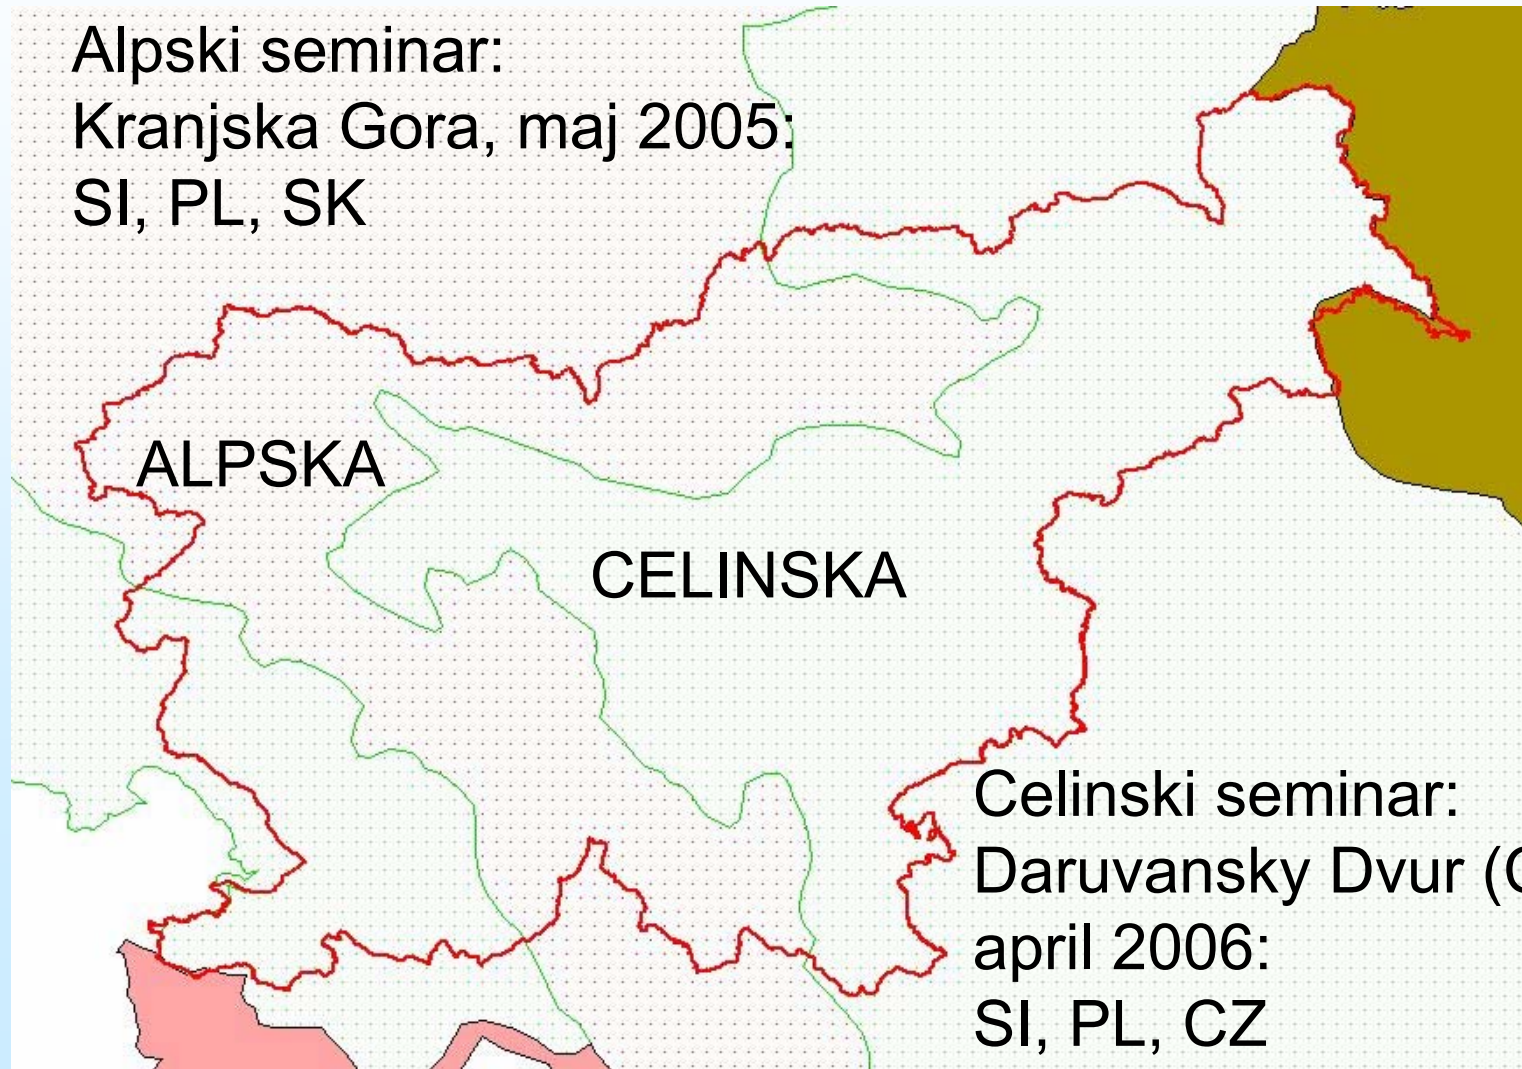 Alpski seminar:
Kranjska Gora, maj 2005:
SI, PL, SK
ALPSKA
CELINSKA
Celinski seminar:
Daruvansky Dvur (
april 2006:
SI, PL, CZ